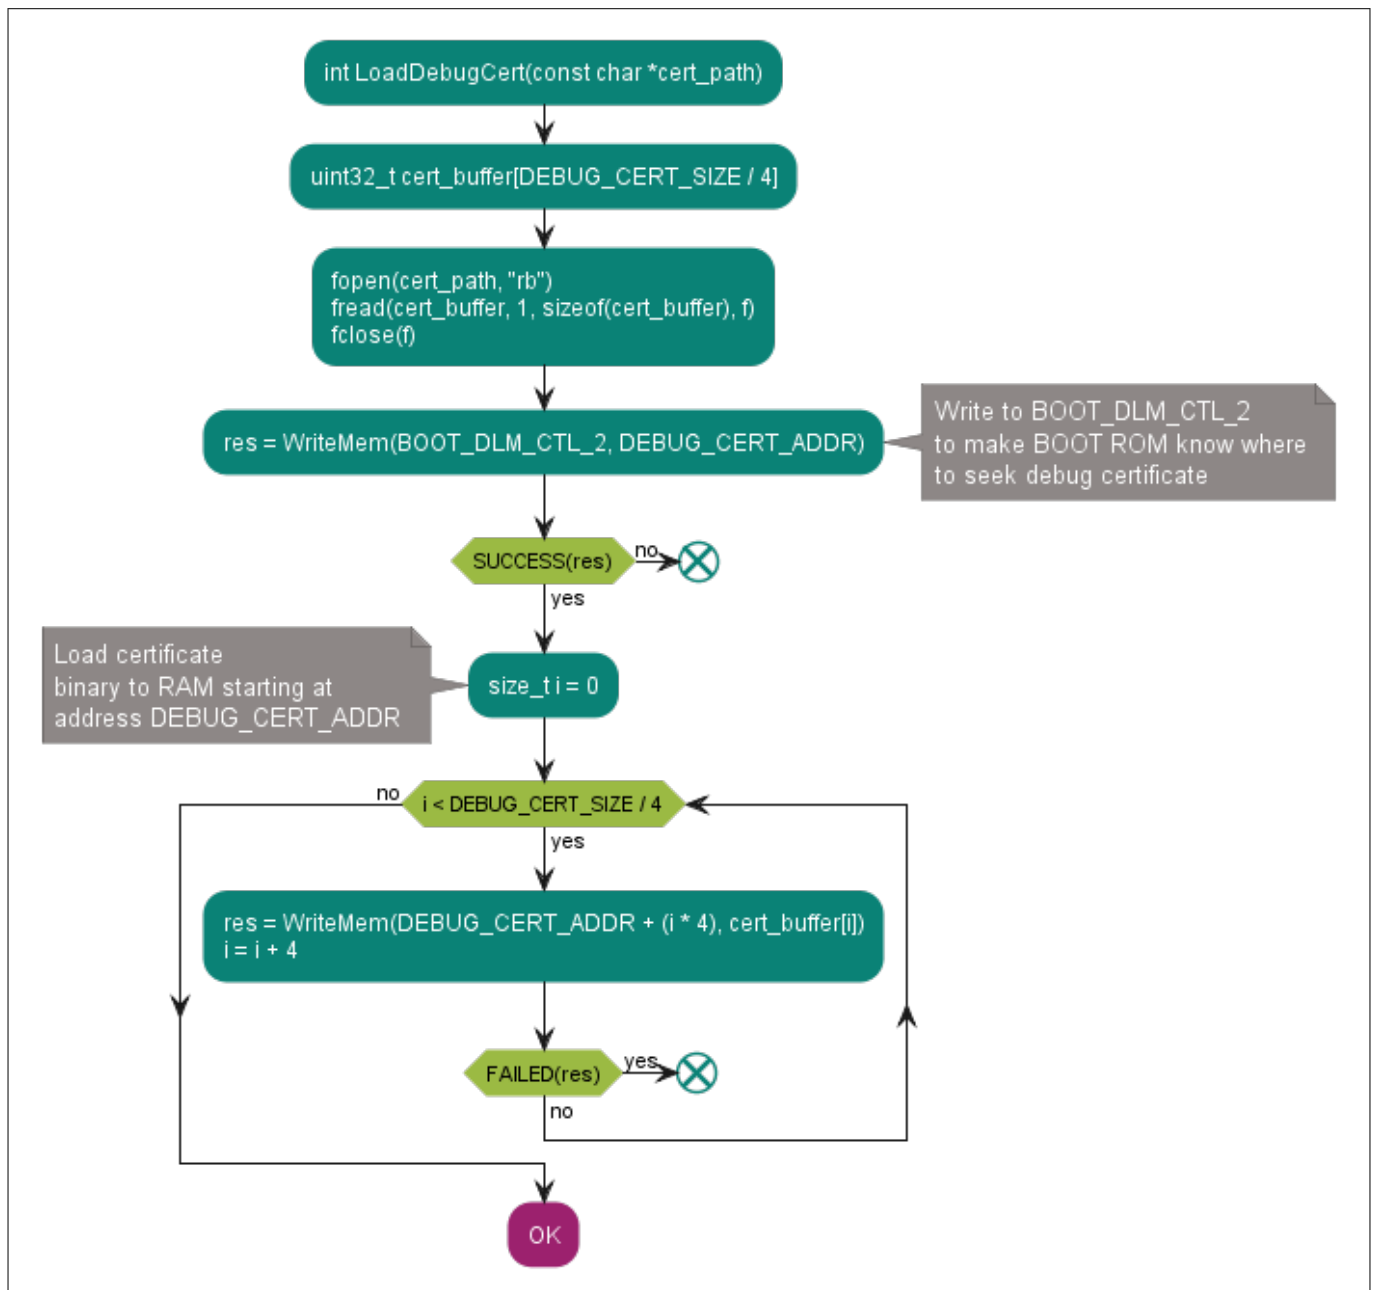 int LoadDebugCert(const char *cert_path)
uint32_t cert_buffer[DEBUG_CERT_SIZE / 4]
fopen(cert_path, "rb")
fread(cert_buffer, 1, sizeof(cert_buffer), f)
fclose(f)
res = WriteMem(BOOT_DLM_CTL_2, DEBUG_CERT_ADDR)
Write to BOOT_DLM_CTL_2
to make BOOT ROM know where
to seek debug certificate
SUCCESS(res)
no
yes
Load certificate
binary to RAM starting at
address DEBUG_CERT_ADDR
size_t i = 0
no
i < DEBUG_CERT_SIZE / 4
yes
res = WriteMem(DEBUG_CERT_ADDR + (i * 4), cert_buffer[i])
i = i + 4
FAILED(res)
yes
no
OK